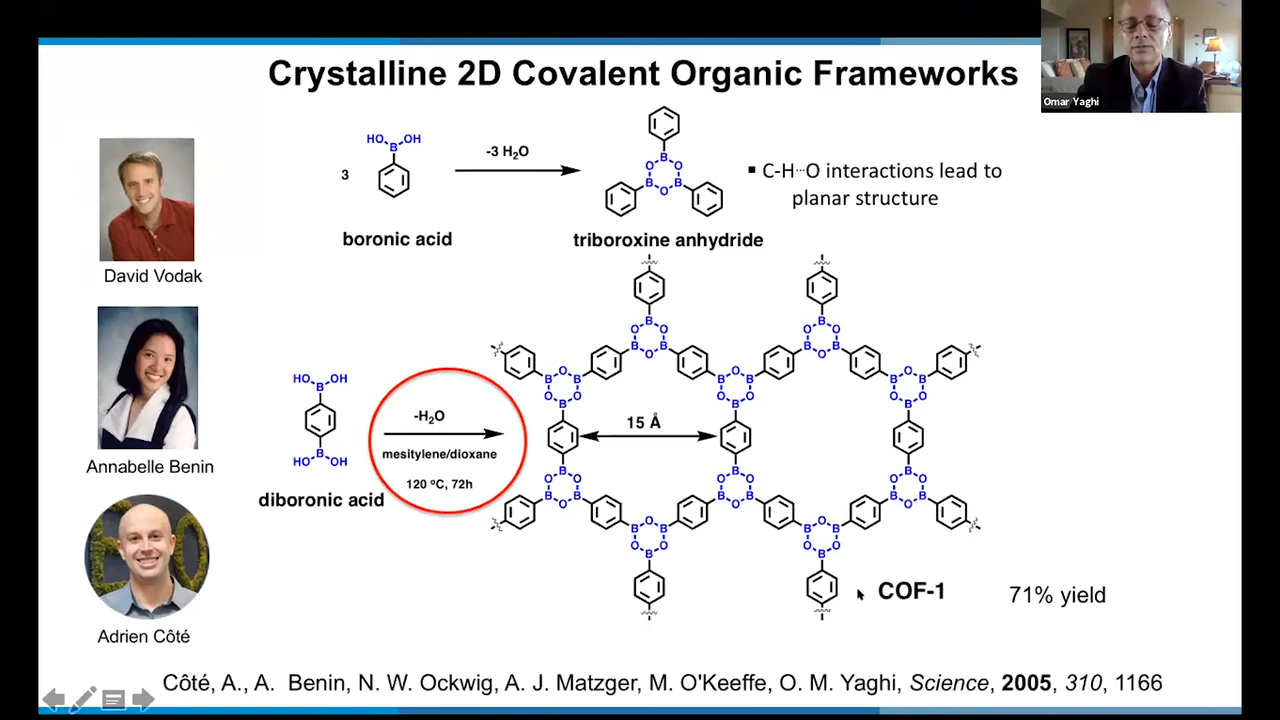 Crystalline 2D Covalent Organic Frameworks
Omar Yaghi
HO OH
B
3
-3 H₂O
B
O O
B B
O
▪ C-H···O interactions lead to
planar structure
boronic acid
triboroxine anhydride
David Vodak
Annabelle Benin
Adrien Côté
HO OH
B
B
HO OH
diboronic acid
-H₂O
mesitylene/dioxane
120 ºC, 72h
15 Å
COF-1
71% yield
Côté, A., A. Benin, N. W. Ockwig, A. J. Matzger, M. O'Keeffe, O. M. Yaghi, Science, 2005, 310, 1166